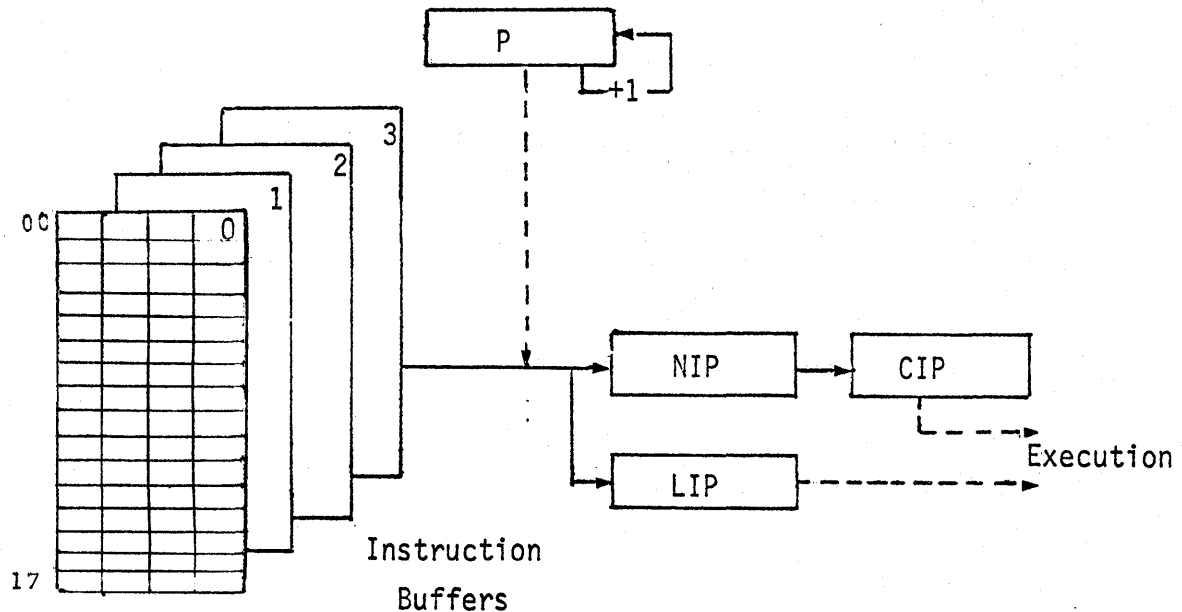 P
+1
3
2
1
0
00
NIP
CIP
Execution
LIP
17
Instruction
Buffers